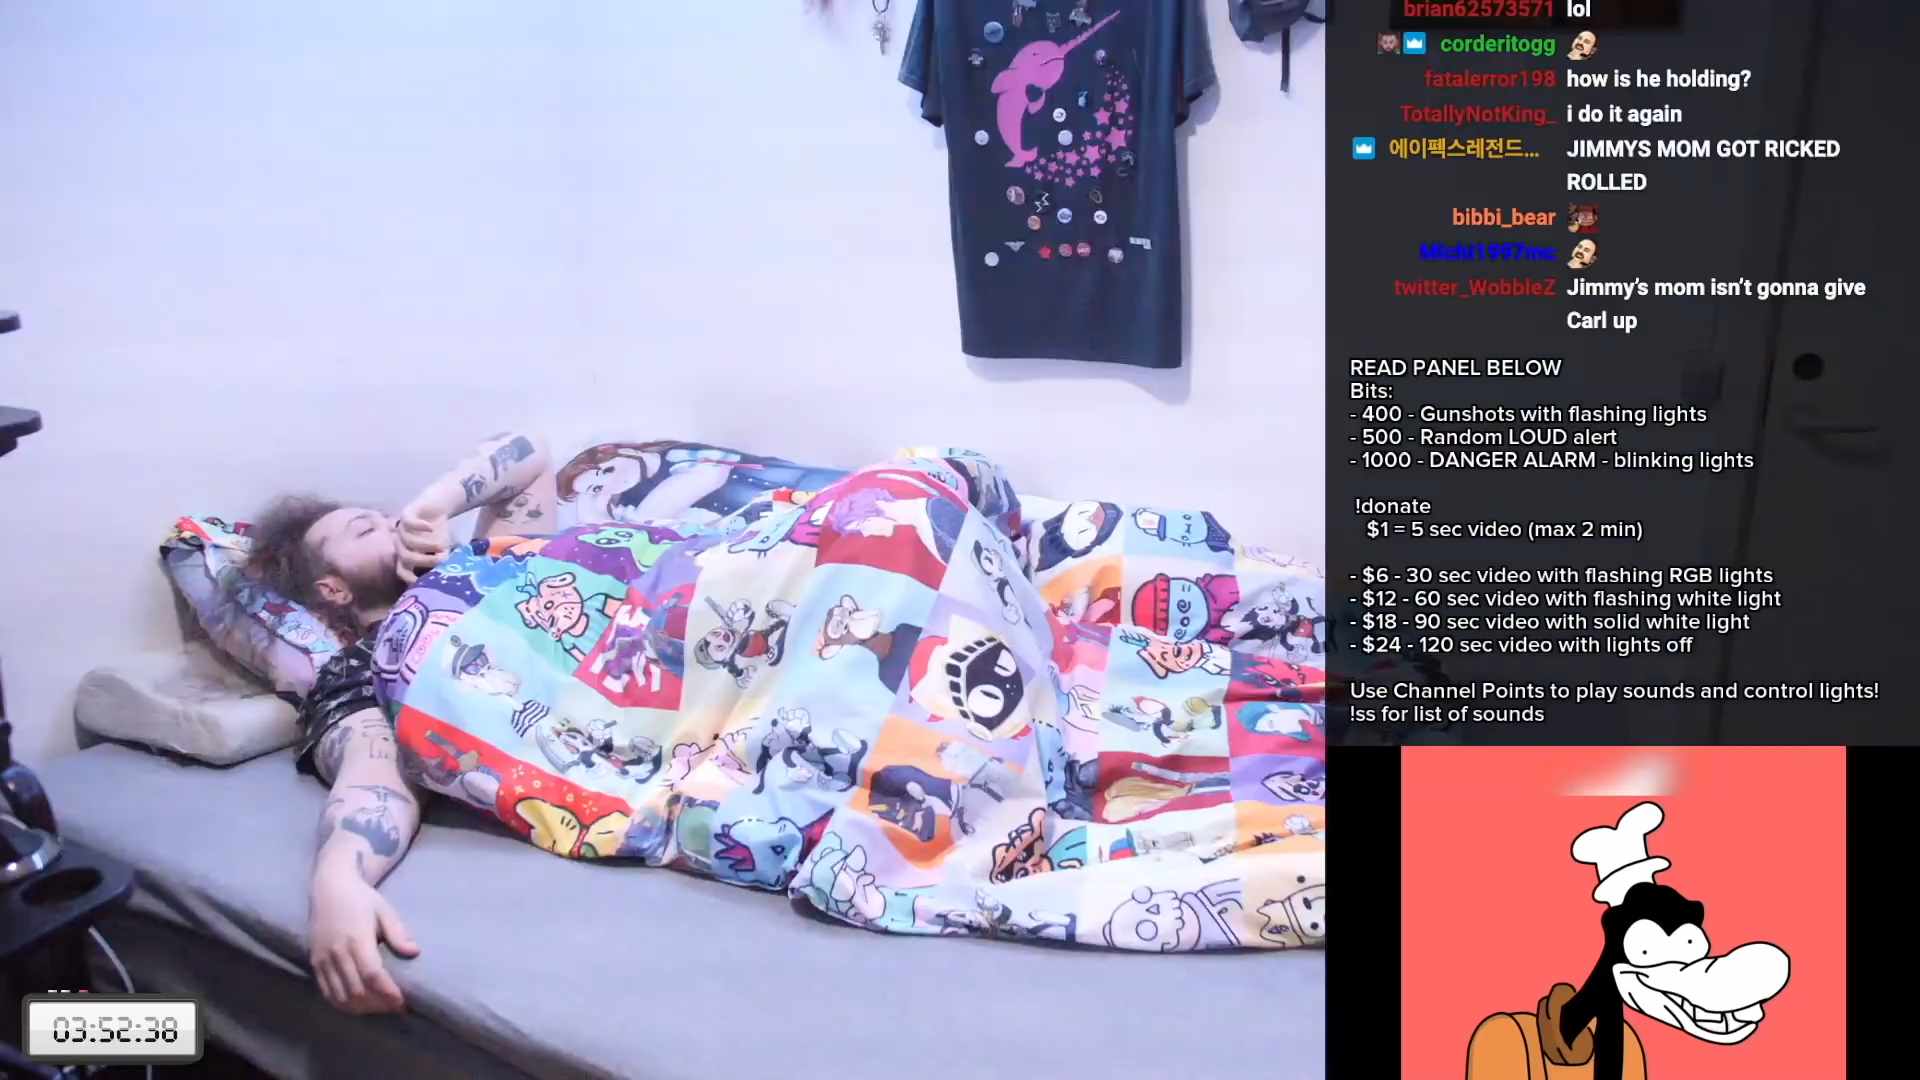 brian62573571 lol
corderitogg
fatalerror198 how is he holding?
TotallyNotKing_ i do it again
에이펙스레전드... JIMMYS MOM GOT RICKED
ROLLED
bibbi_bear
Michl1997mc
twitter_WobbleZ Jimmy’s mom isn’t gonna give
Carl up
READ PANEL BELOW
Bits:
- 400 - Gunshots with flashing lights
- 500 - Random LOUD alert
- 1000 - DANGER ALARM - blinking lights
!donate
$1 = 5 sec video (max 2 min)
- $6 - 30 sec video with flashing RGB lights
- $12 - 60 sec video with flashing white light
- $18 - 90 sec video with solid white light
- $24 - 120 sec video with lights off
Use Channel Points to play sounds and control lights!
!ss for list of sounds
03:52:38